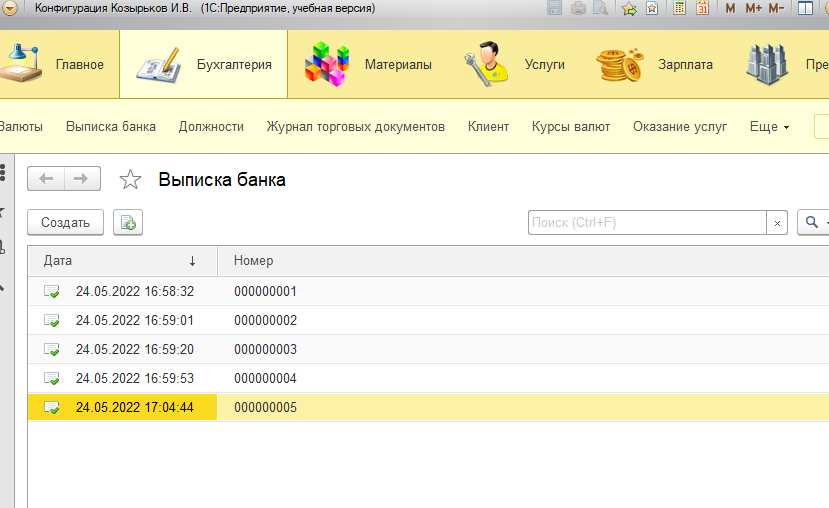 Конфигурация Козырьков И.В. (1С:Предприятие, учебная версия)
31 M M+ M-
Главное Бухгалтерия Материалы Услуги Зарплата Пре
Валюты Выписка банка Должности Журнал торговых документов Клиент Курсы валют Оказание услуг Еще
Выписка банка
Создать Поиск (Ctrl+F) ×
Дата ↓ Номер
24.05.2022 16:58:32 000000001
24.05.2022 16:59:01 000000002
24.05.2022 16:59:20 000000003
24.05.2022 16:59:53 000000004
24.05.2022 17:04:44 000000005